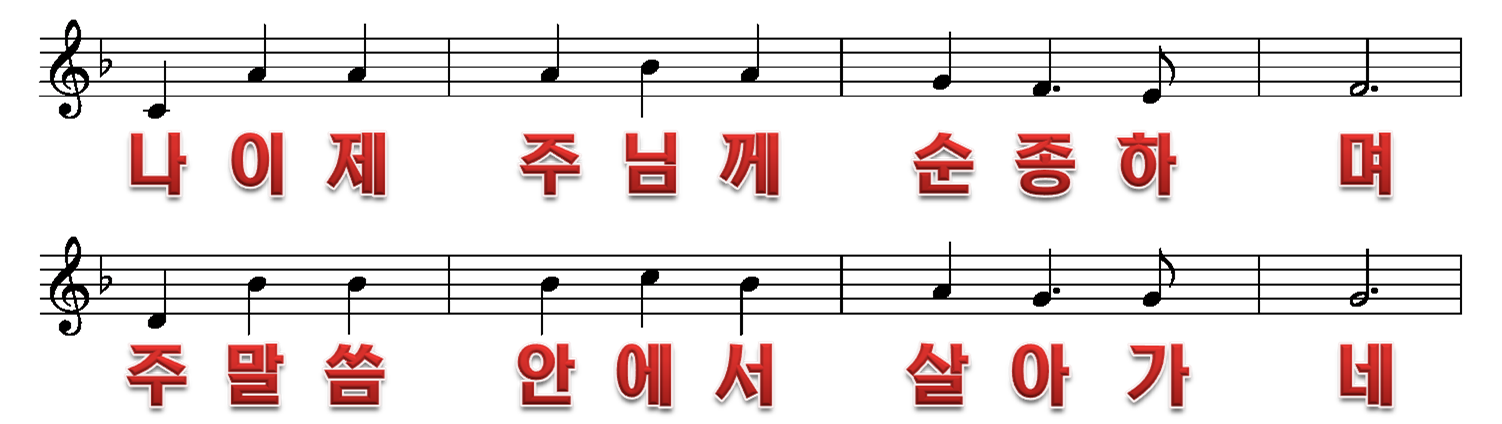 나 이 제 주 님 께 순 종 하 며
주 말 씀 안 에 서 살 아 가 네